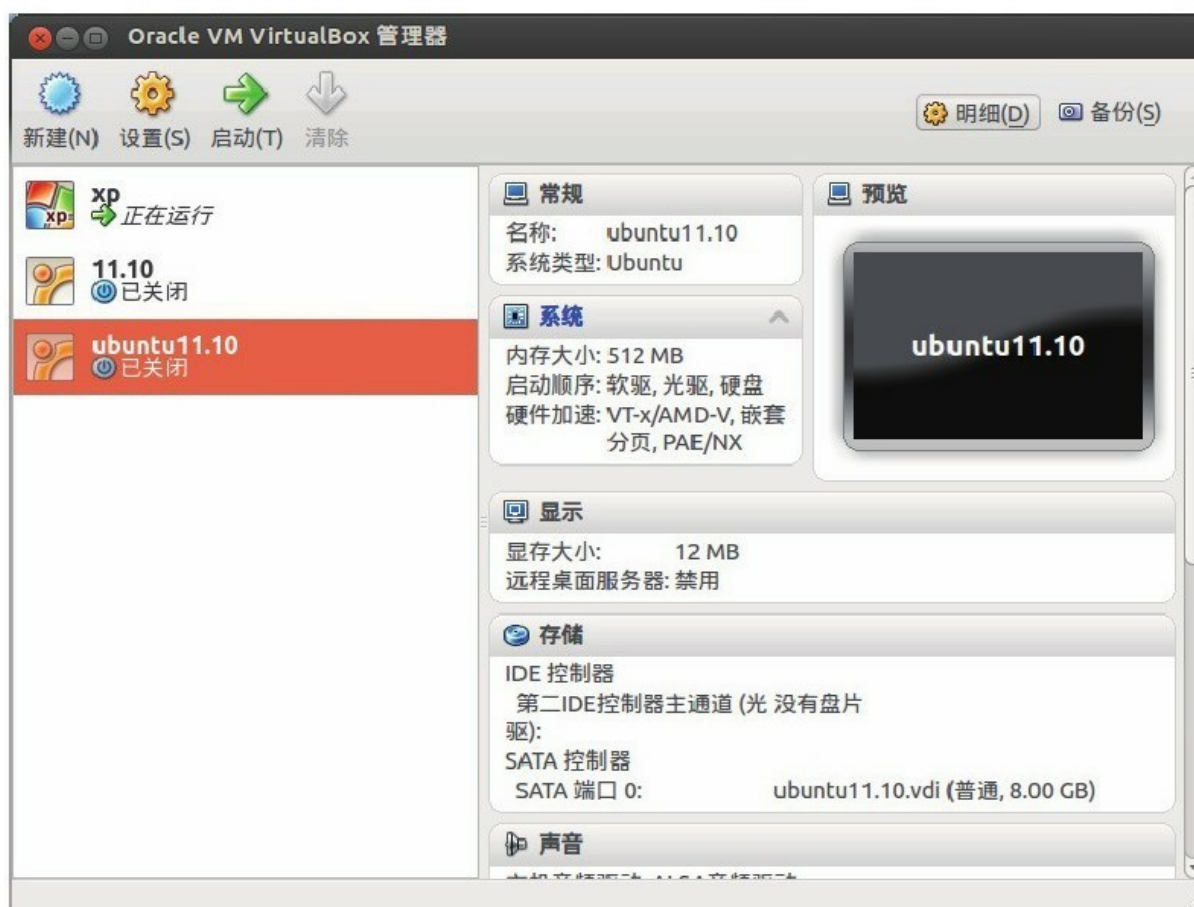 Oracle VM VirtualBox 管理器
新建(N) 设置(S) 启动(T) 清除
明细(D) 备份(S)
xp
正在运行
11.10
已关闭
ubuntu11.10
已关闭
常规
名称: ubuntu11.10
系统类型: Ubuntu
系统
内存大小: 512 MB
启动顺序: 软驱, 光驱, 硬盘
硬件加速: VT-x/AMD-V, 嵌套
分页, PAE/NX
预览
ubuntu11.10
显示
显存大小: 12 MB
远程桌面服务器: 禁用
存储
IDE 控制器
第二IDE控制器主通道 (光 没有盘片
驱):
SATA 控制器
SATA 端口 0: ubuntu11.10.vdi (普通, 8.00 GB)
声音